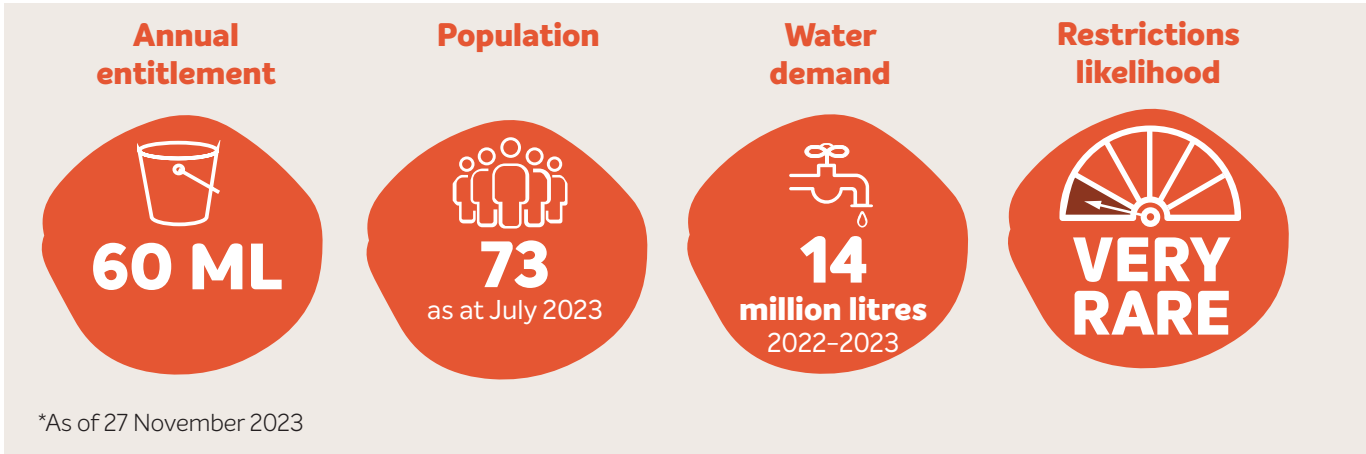 Annual
entitlement
60 ML
Population
73
as at July 2023
Water
demand
14
million litres
2022–2023
Restrictions
likelihood
VERY
RARE
*As of 27 November 2023